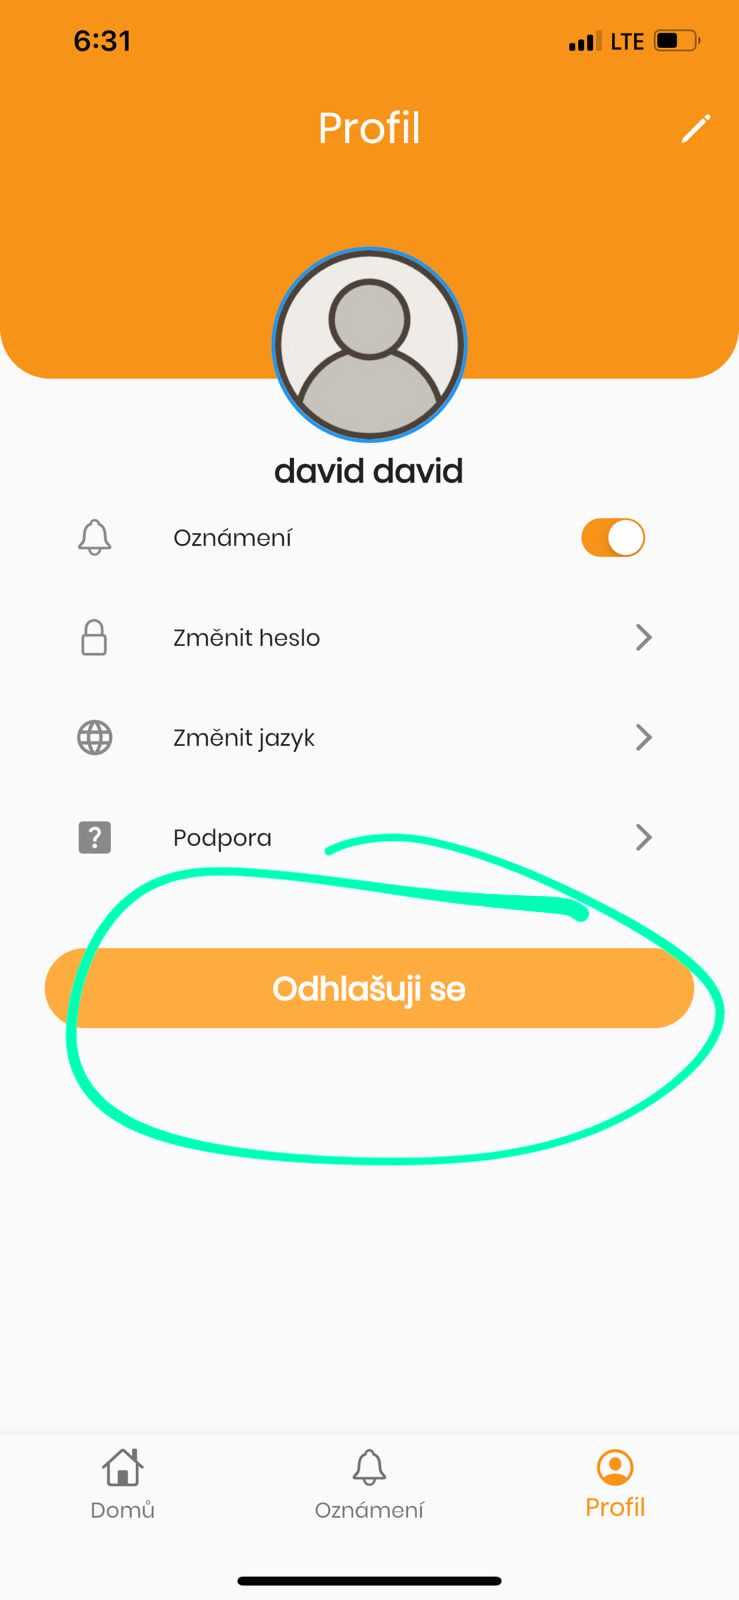 6:31 LTE
Profil
david david
Oznámení
Změnit heslo
Změnit jazyk
Podpora
Odhlašuji se
Domů Oznámení Profil